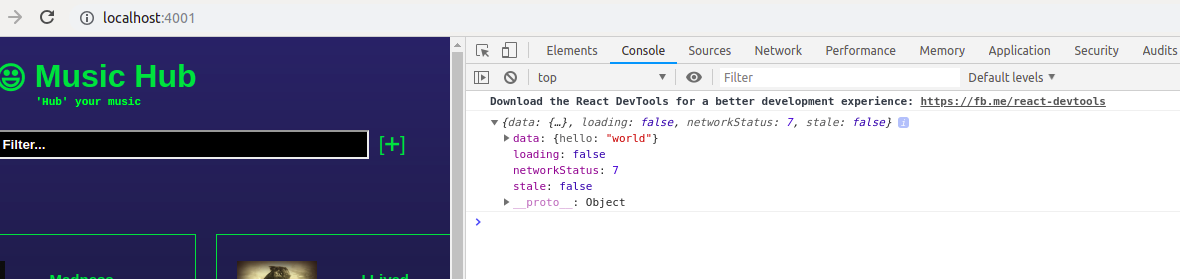 localhost:4001
Music Hub
'Hub' your music
Filter...
[+]
Madness
I Lived
Elements Console Sources Network Performance Memory Application Security Audits
top Filter Default levels
Download the React DevTools for a better development experience: https://fb.me/react-devtools
{data: {…}, loading: false, networkStatus: 7, stale: false} i
data: {hello: "world"}
loading: false
networkStatus: 7
stale: false
__proto__: Object